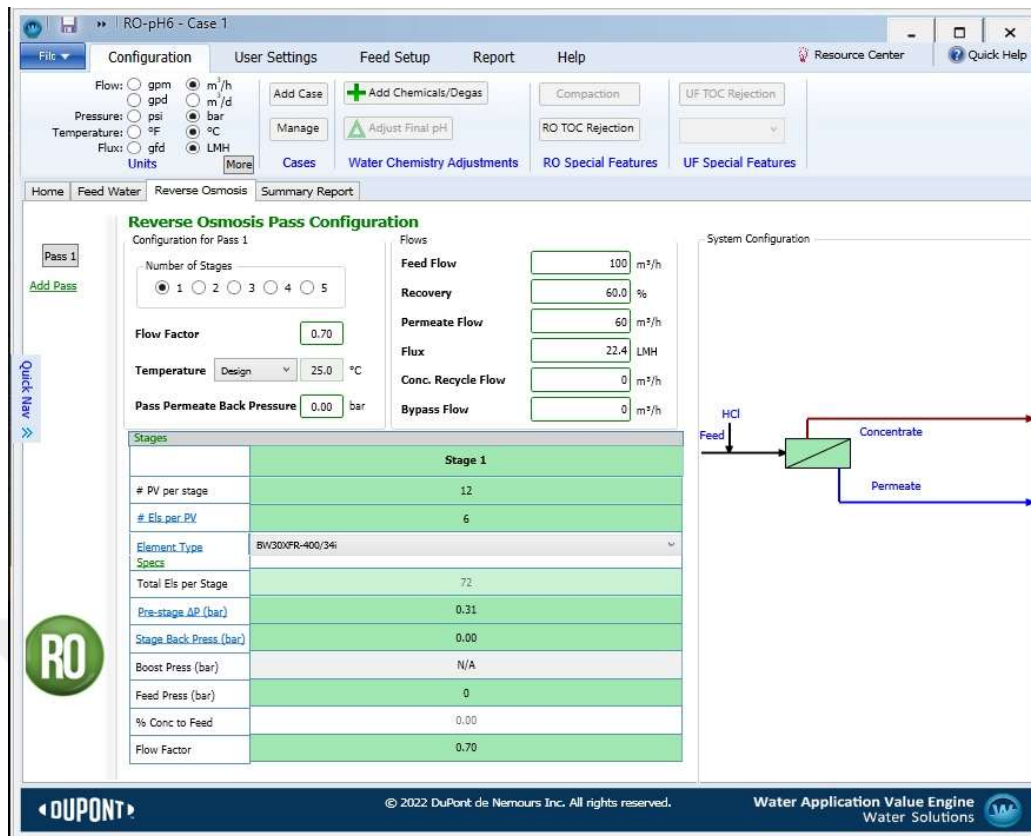 RO-pH6 - Case 1
File
Configuration
User Settings
Feed Setup
Report
Help
Resource Center
Quick Help
Flow: gpm m³/h
gpd m³/d
Pressure: psi bar
Temperature: °F °C
Flux: gfd LMH
Units
More
Add Case
Manage
Cases
Add Chemicals/Degas
Adjust Final pH
Water Chemistry Adjustments
Compaction
RO TOC Rejection
RO Special Features
UF TOC Rejection
UF Special Features
Home Feed Water Reverse Osmosis Summary Report
Quick Nav
Pass 1
Add Pass
RO
Reverse Osmosis Pass Configuration
Configuration for Pass 1
Number of Stages
1 2 3 4 5
Flow Factor 0.70
Temperature Design 25.0 °C
Pass Permeate Back Pressure 0.00 bar
Flows
Feed Flow 100 m³/h
Recovery 60.0 %
Permeate Flow 60 m³/h
Flux 22.4 LMH
Conc. Recycle Flow 0 m³/h
Bypass Flow 0 m³/h
System Configuration
HCl
Feed
Concentrate
Permeate
Stages
Stage 1
# PV per stage 12
# Els per PV 6
Element Type BW30XFR-400/34i
Specs
Total Els per Stage 72
Pre-stage ΔP (bar) 0.31
Stage Back Press (bar) 0.00
Boost Press (bar) N/A
Feed Press (bar) 0
% Conc to Feed 0.00
Flow Factor 0.70
DUPONT
© 2022 DuPont de Nemours Inc. All rights reserved.
Water Application Value Engine
Water Solutions